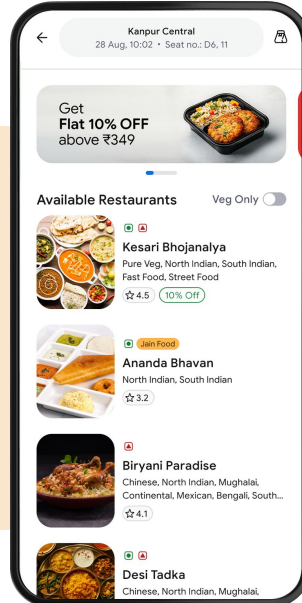 Kanpur Central
28 Aug, 10:02 • Seat no.: D6, 11
Get
Flat 10% OFF
above ₹349
Available Restaurants
Veg Only
Kesari Bhojanalya
Pure Veg, North Indian, South Indian,
Fast Food, Street Food
4.5
10% Off
Jain Food
Ananda Bhavan
North Indian, South Indian
3.2
Biryani Paradise
Chinese, North Indian, Mughalai,
Continental, Mexican, Bengali, South...
4.1
Desi Tadka
Chinese, North Indian, Mughalai,